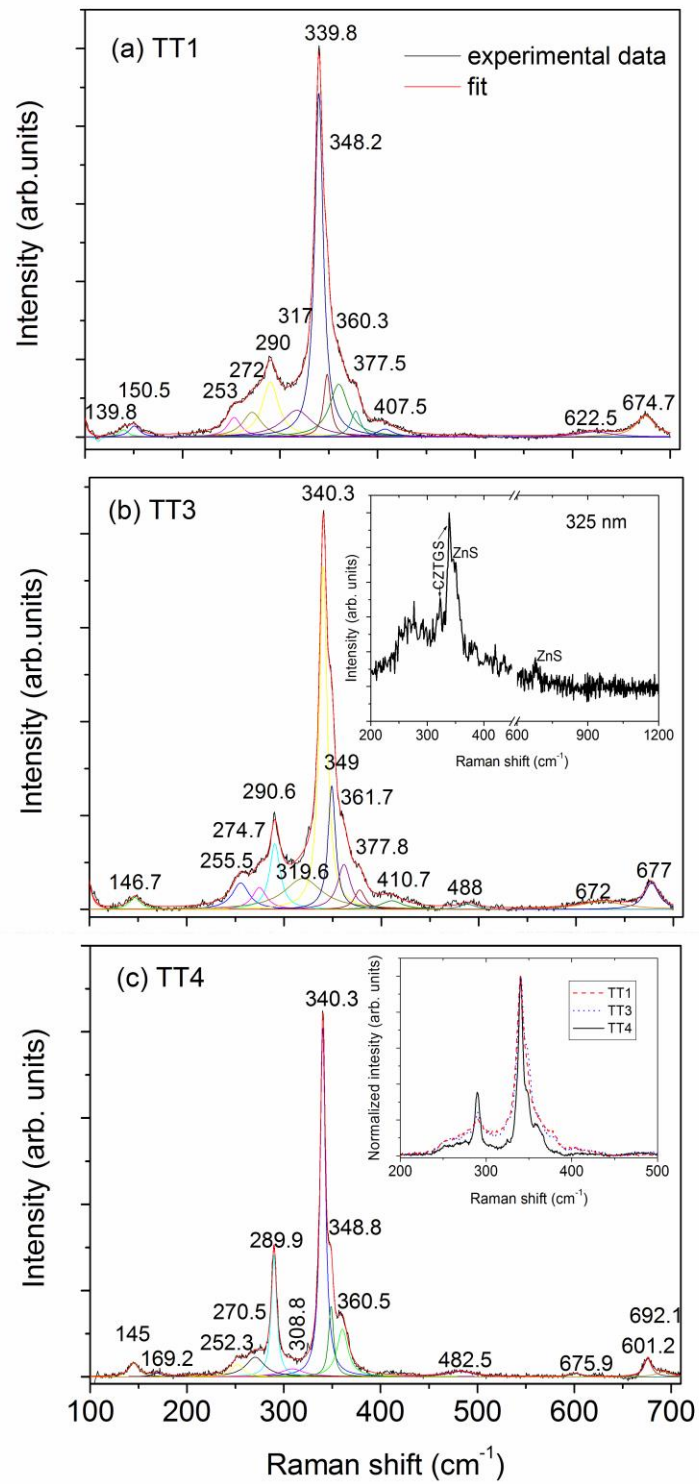 (a) TT1
339.8
experimental data
fit
348.2
317
360.3
290
272
377.5
253
150.5
407.5
139.8
622.5
674.7
Intensity (arb.units)
(b) TT3
340.3
325 nm
CZTGS
ZnS
ZnS
Intensity (arb. units)
200 300 400 600 900 1200
Raman shift (cm-1)
349
290.6
361.7
274.7
377.8
255.5
319.6
410.7
146.7
488
672
677
Intensity (arb.units)
(c) TT4
340.3
TT1
TT3
TT4
Normalized intesity (arb. units)
200 300 400 500
Raman shift (cm-1)
348.8
289.9
270.5
308.8
360.5
252.3
692.1
145
601.2
169.2
482.5
675.9
Intensity (arb. units)
100 200 300 400 500 600 700
Raman shift (cm-1)